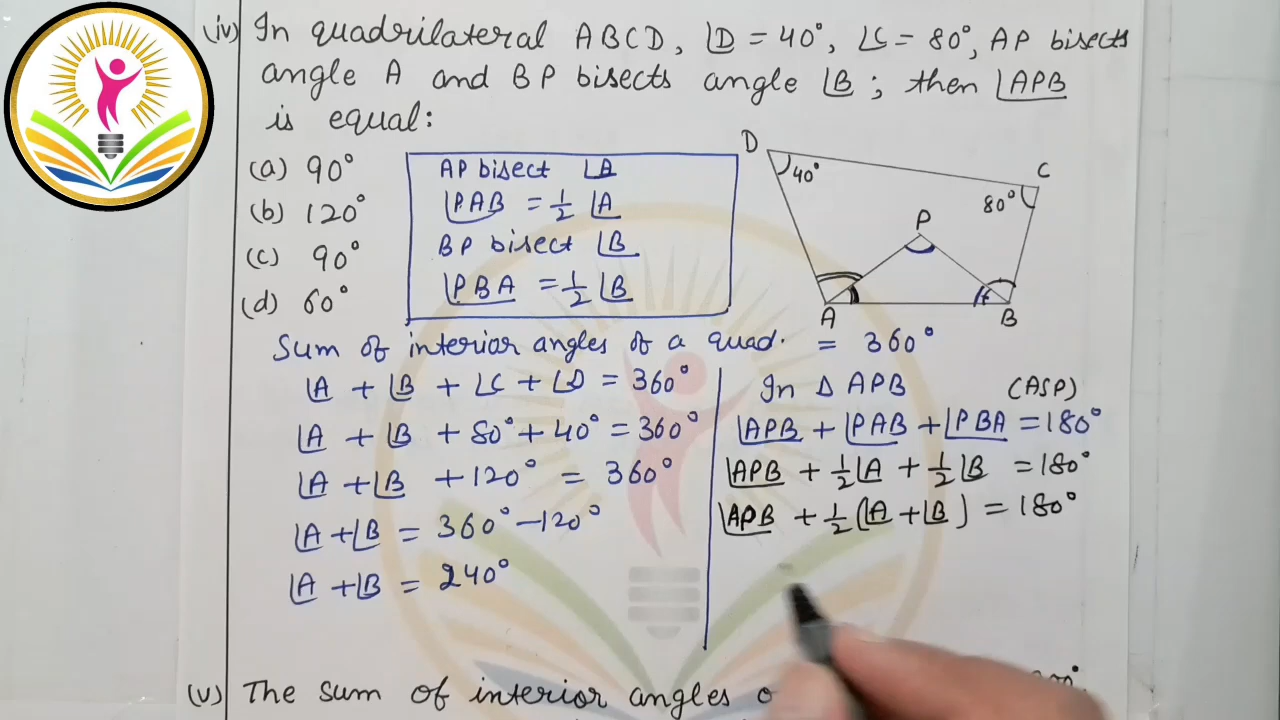 (iv) In quadrilateral ABCD, ∠D = 40°, ∠C = 80°, AP bisects
angle A and BP bisects angle ∠B ; then ∠APB
is equal:
(a) 90°
(b) 120°
(c) 90°
(d) 60°
AP bisect ∠A
∠PAB = 1/2 ∠A
BP bisect ∠B
∠PBA = 1/2 ∠B
D
40°
C
80°
P
A
B
Sum of interior angles of a quad. = 360°
∠A + ∠B + ∠C + ∠D = 360°
∠A + ∠B + 80° + 40° = 360°
∠A + ∠B + 120° = 360°
∠A + ∠B = 360° - 120°
∠A + ∠B = 240°
In Δ APB (ASP)
∠APB + ∠PAB + ∠PBA = 180°
∠APB + 1/2 ∠A + 1/2 ∠B = 180°
∠APB + 1/2 (∠A + ∠B) = 180°
(v) The sum of interior angles